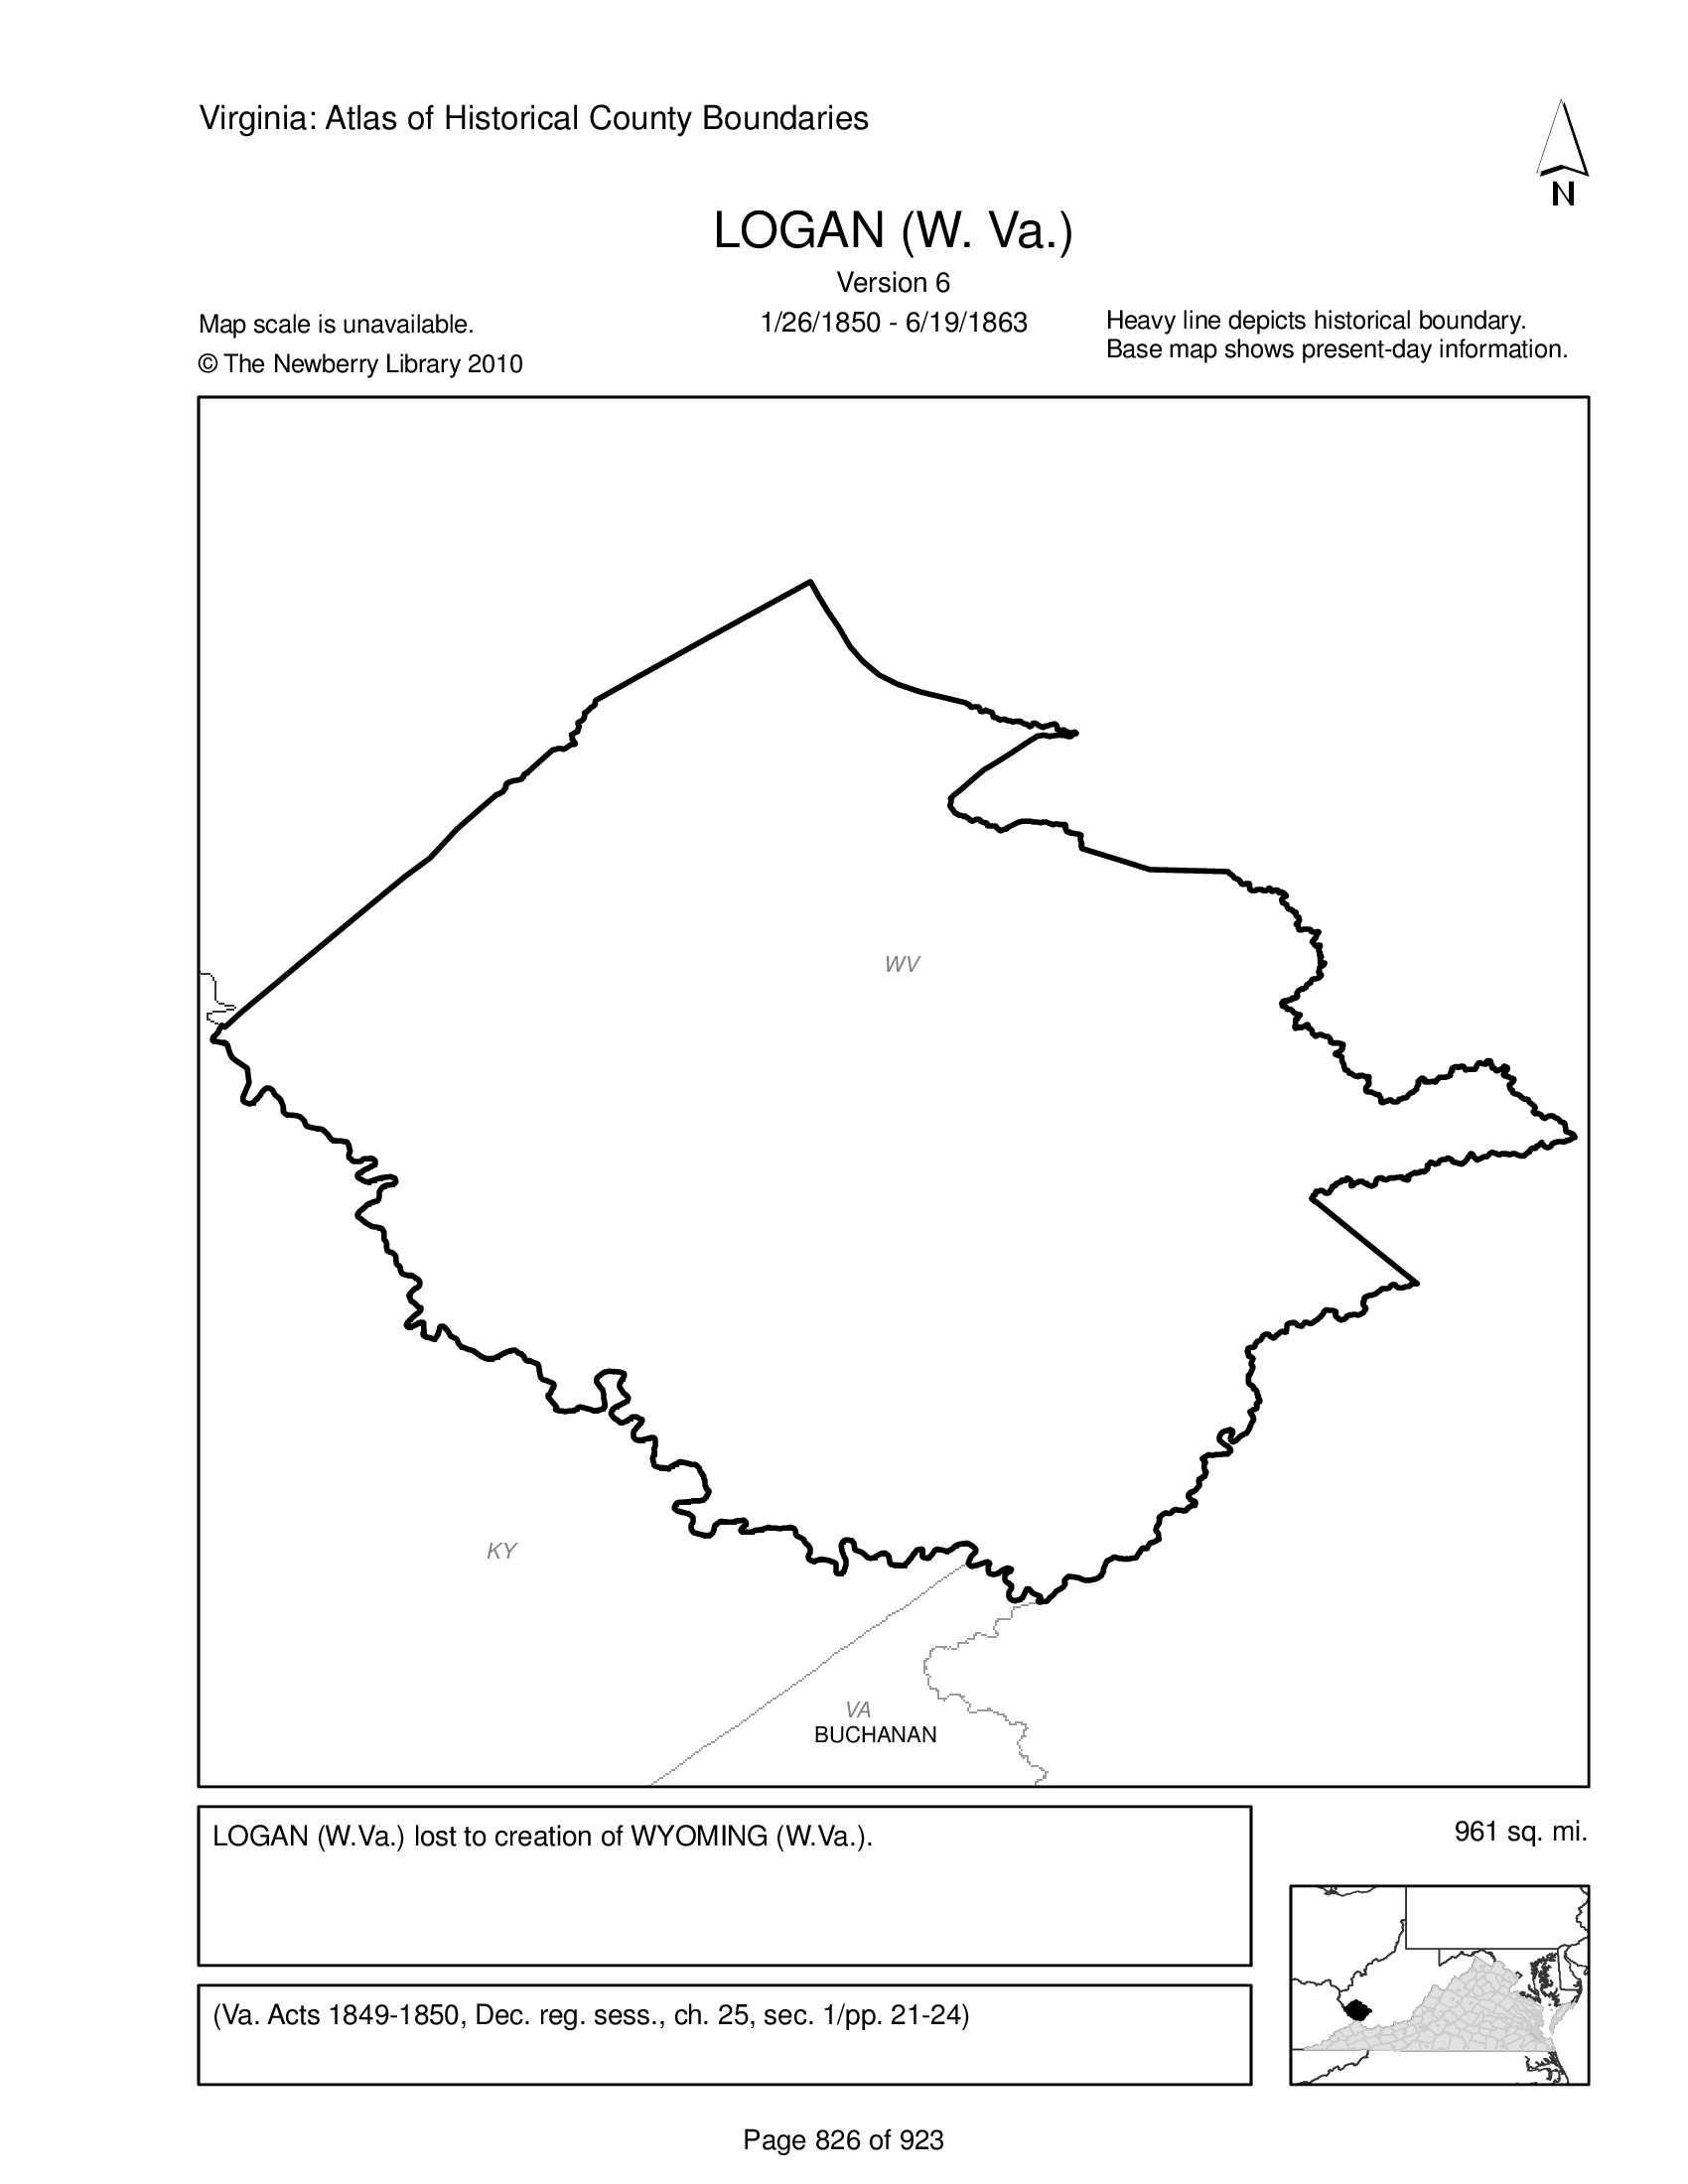 Virginia: Atlas of Historical County Boundaries
N
LOGAN (W. Va.)
Version 6
Map scale is unavailable.
1/26/1850 - 6/19/1863
Heavy line depicts historical boundary.
© The Newberry Library 2010
Base map shows present-day information.
WV
KY
VA
BUCHANAN
LOGAN (W.Va.) lost to creation of WYOMING (W.Va.).
961 sq. mi.
(Va. Acts 1849-1850, Dec. reg. sess., ch. 25, sec. 1/pp. 21-24)
Page 826 of 923